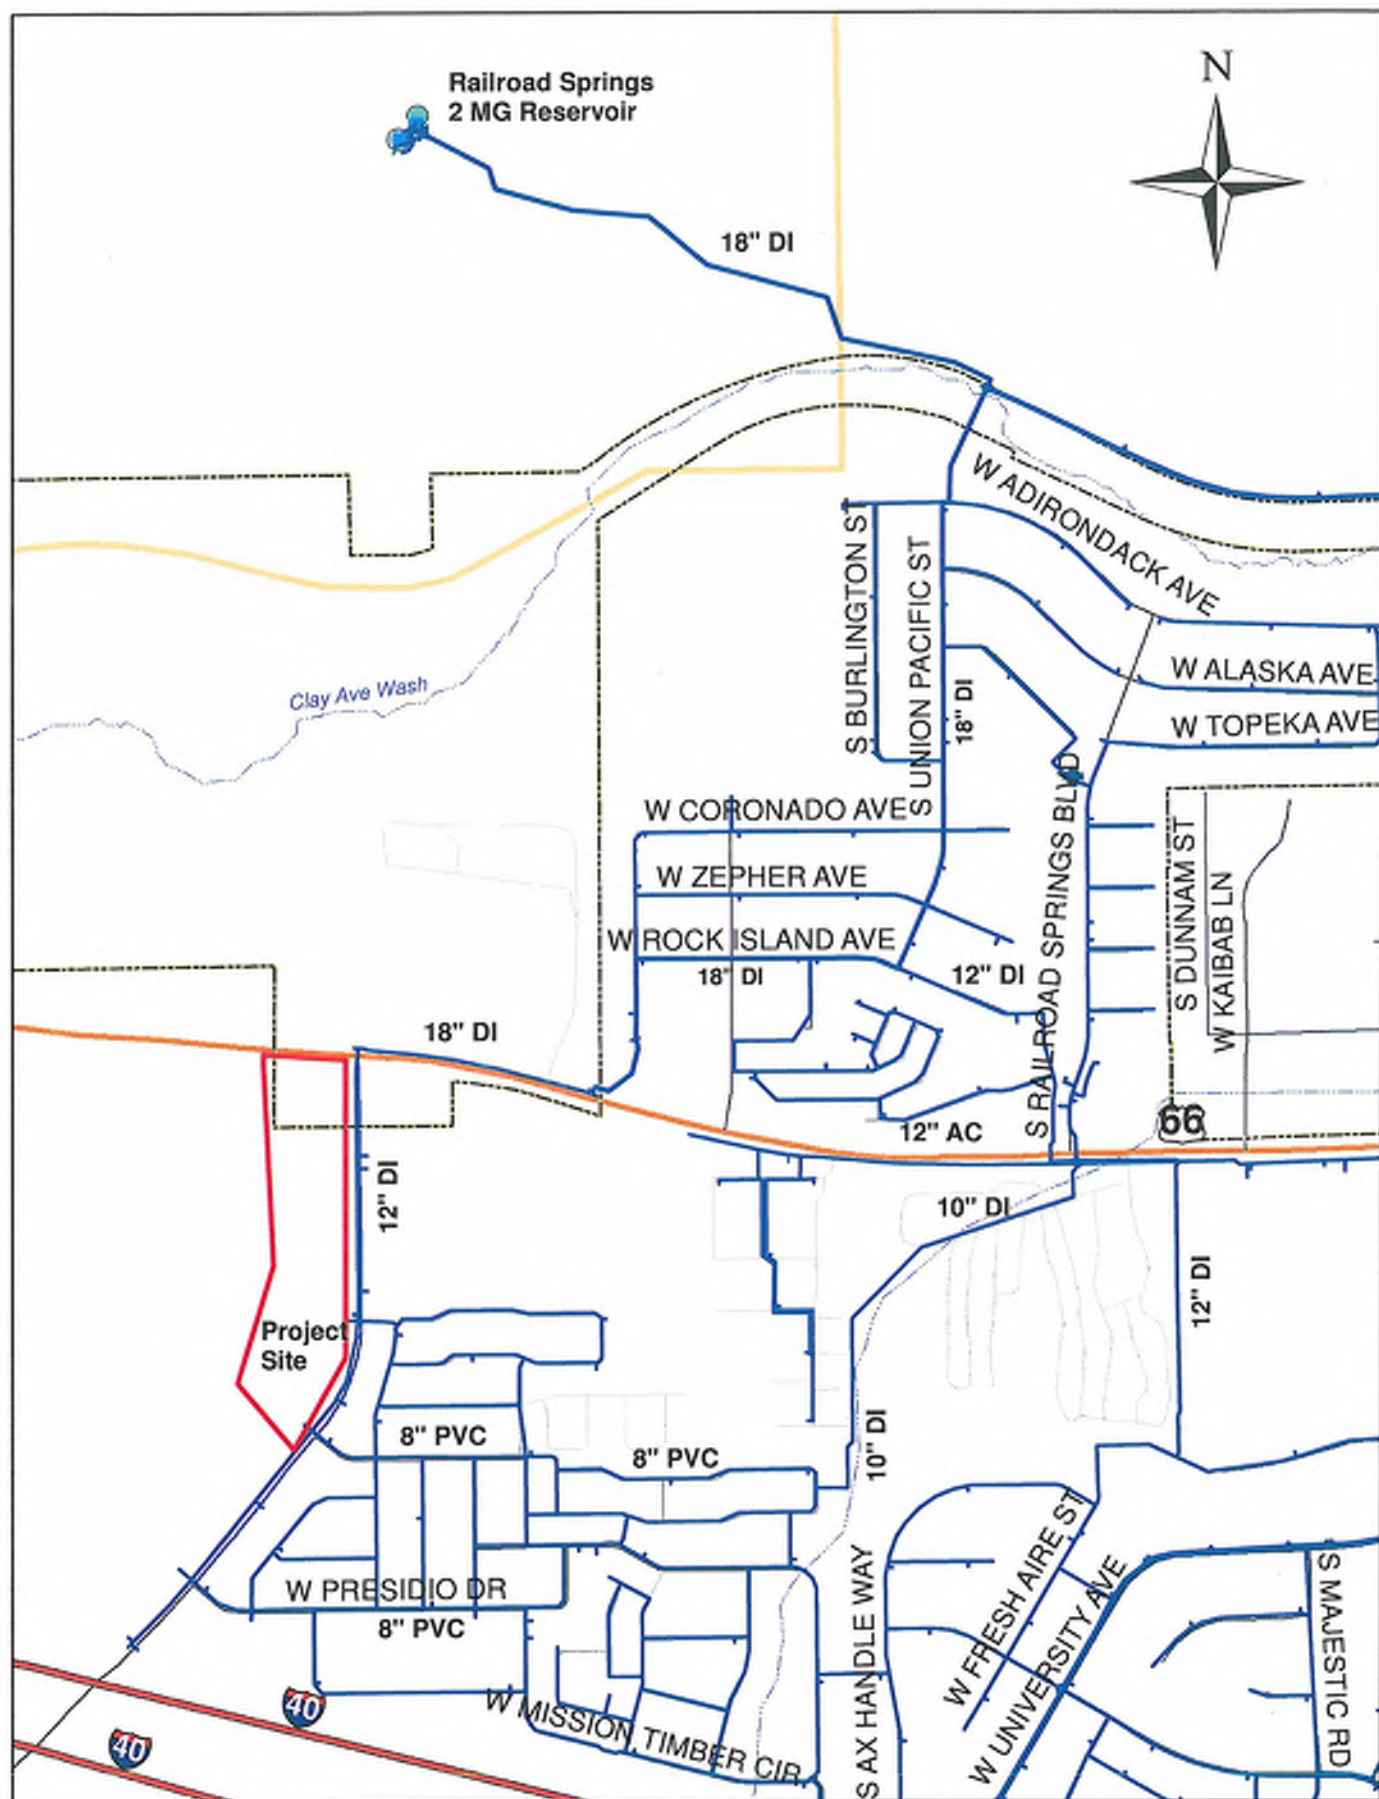 Railroad Springs
2 MG Reservoir
N
18" DI
W ADIRONDACK AVE
S BURLINGTON ST
S UNION PACIFIC ST
18" DI
W ALASKA AVE
W TOPEKA AVE
Clay Ave Wash
W CORONADO AVE
W ZEPHER AVE
W ROCK ISLAND AVE
18" DI
12" DI
S RAILROAD SPRINGS BLVD
S DUNNAM ST
W KAIBAB LN
18" DI
12" AC
66
12" DI
10" DI
12" DI
Project
Site
8" PVC
8" PVC
10" DI
W PRESIDIO DR
8" PVC
S AX HANDLE WAY
W FRESH AIRE ST
W UNIVERSITY AVE
S MAJESTIC RD
W MISSION TIMBER CIR
40
40